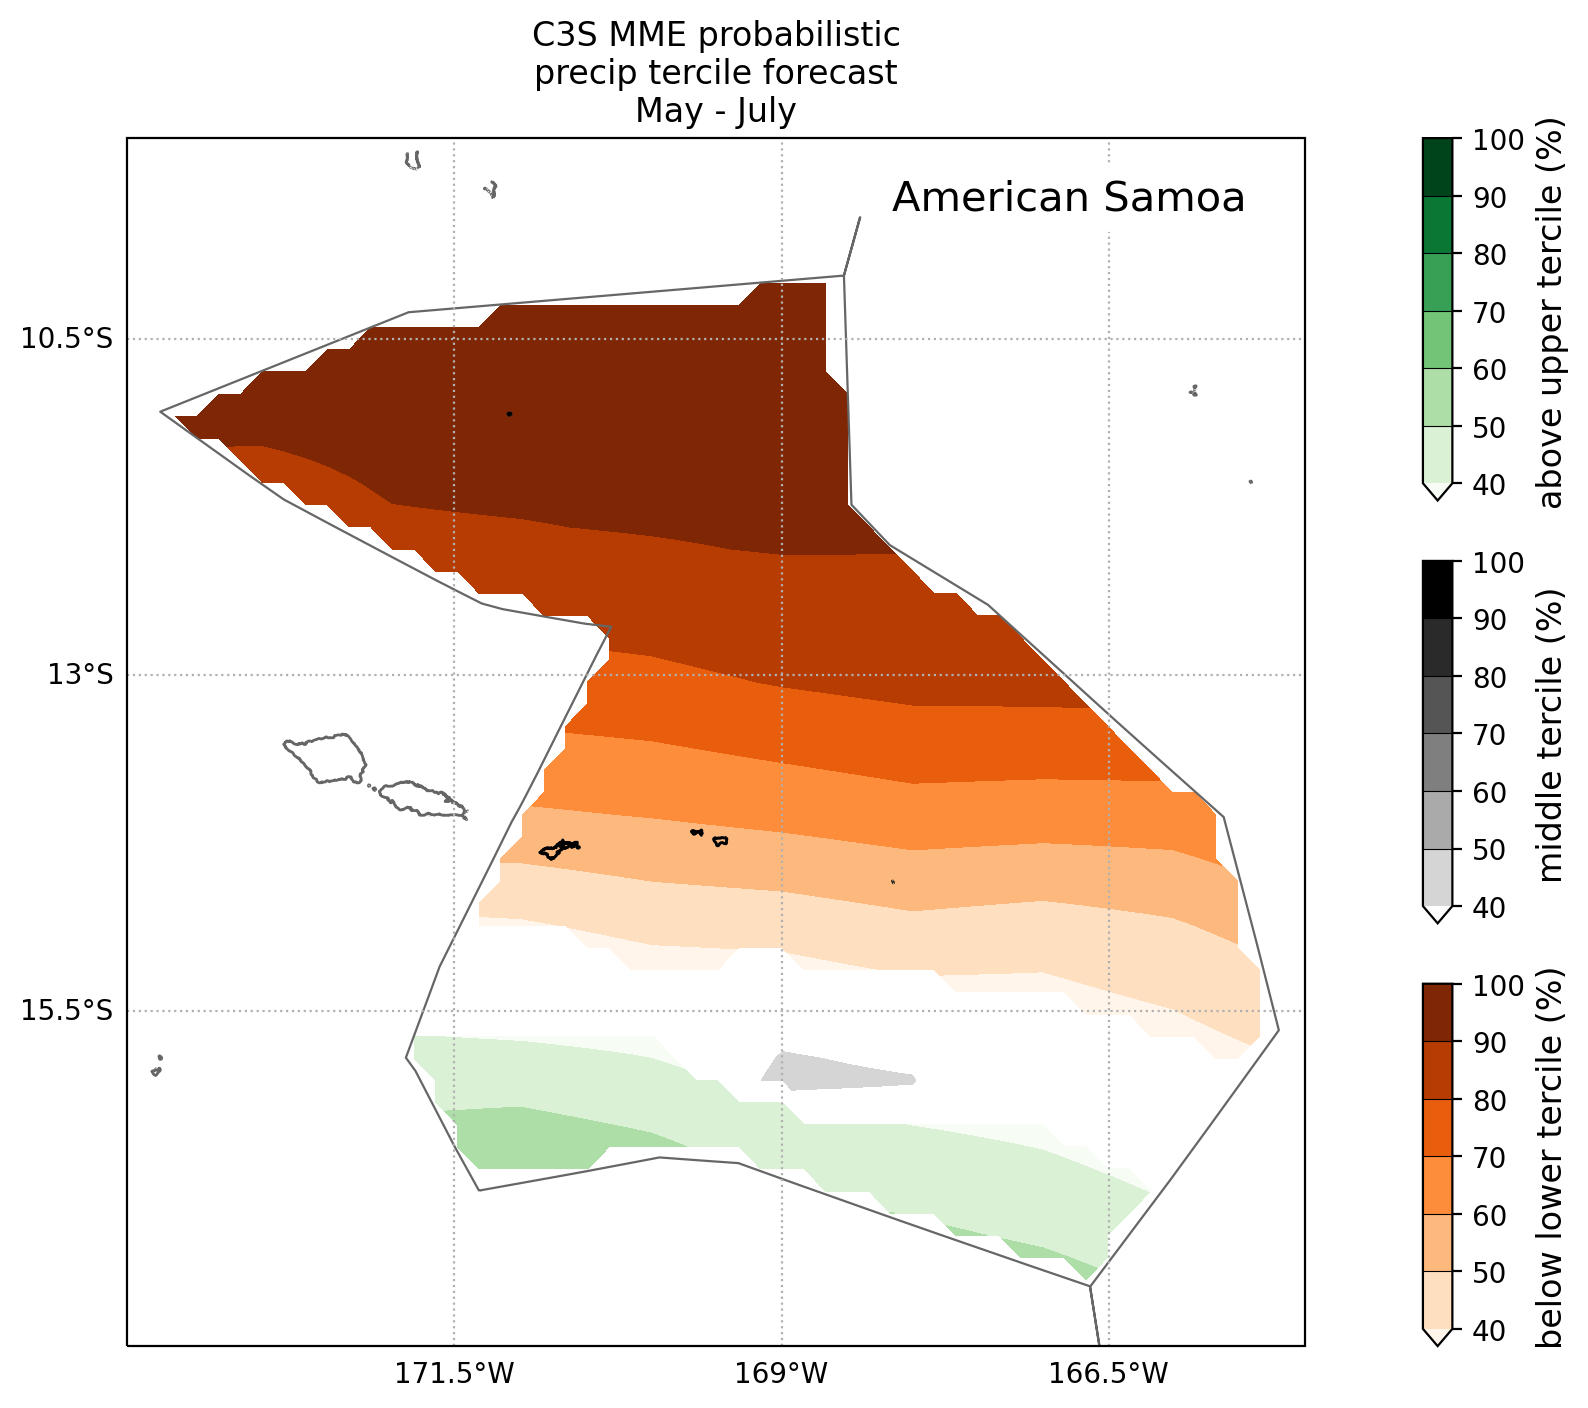 C3S MME probabilistic
precip tercile forecast
May - July
American Samoa
10.5°S
13°S
15.5°S
171.5°W
169°W
166.5°W
100
90
80
70
60
50
40
above upper tercile (%)
100
90
80
70
60
50
40
middle tercile (%)
100
90
80
70
60
50
40
below lower tercile (%)